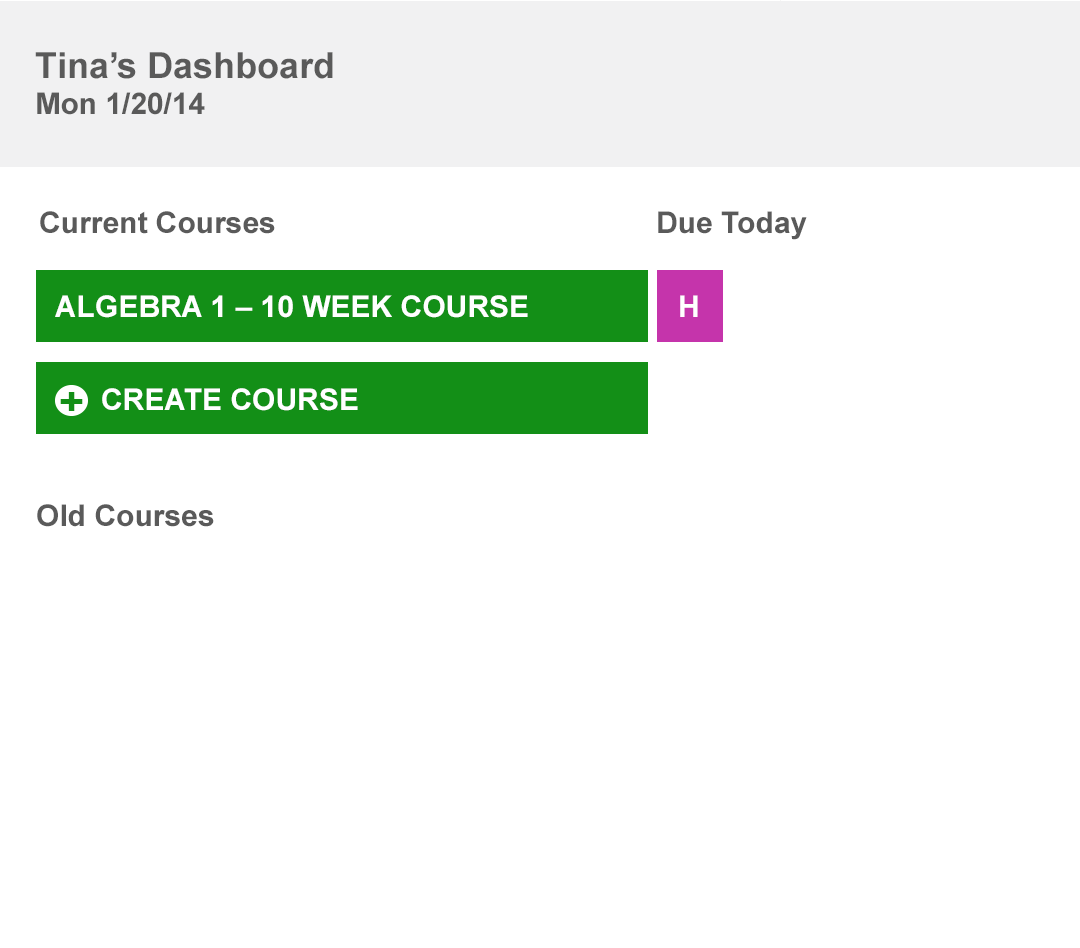 Tina’s Dashboard
Mon 1/20/14
Current Courses
Due Today
ALGEBRA 1 – 10 WEEK COURSE
H
CREATE COURSE
Old Courses